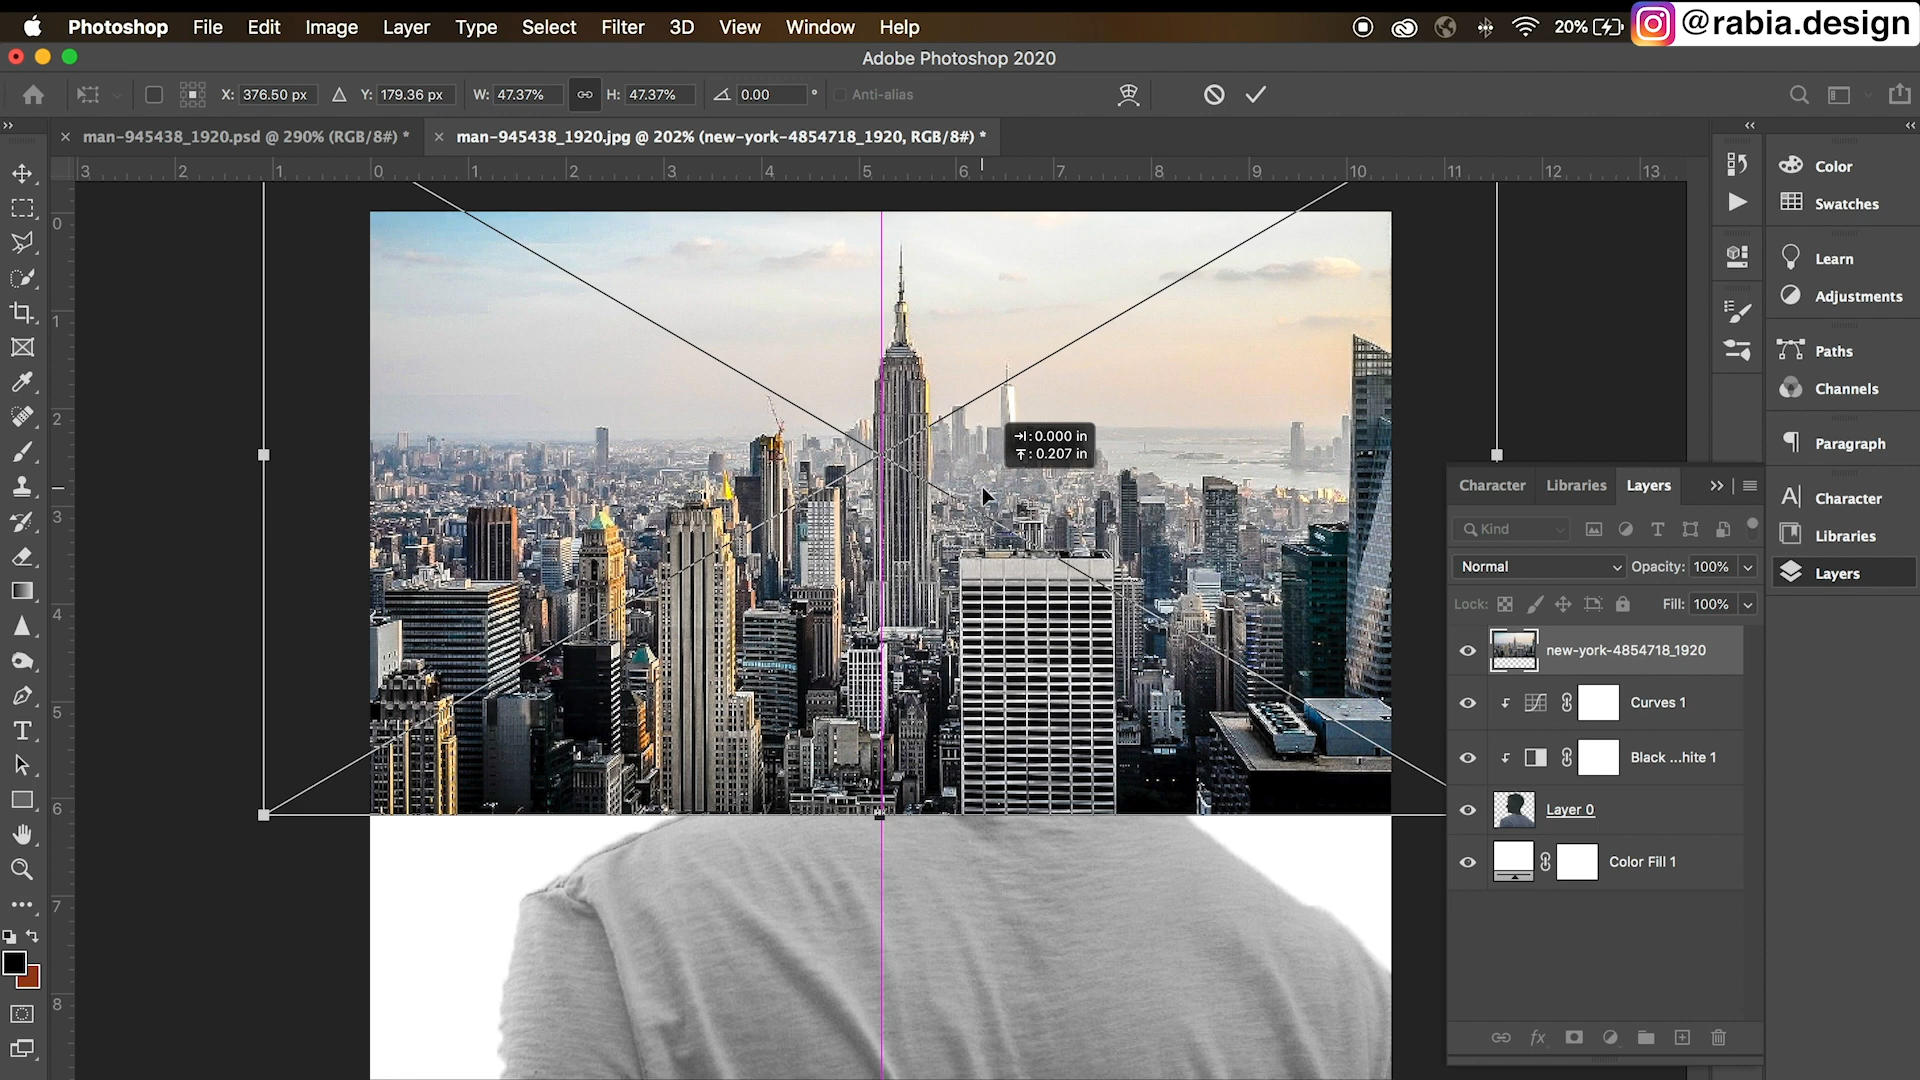 Photoshop File Edit Image Layer Type Select Filter 3D View Window Help 20% @rabia.design
Adobe Photoshop 2020
X: 376.50 px Y: 179.36 px W: 47.37% H: 47.37% 0.00 ° Anti-alias
man-945438_1920.psd @ 290% (RGB/8#) * man-945438_1920.jpg @ 202% (new-york-4854718_1920, RGB/8#) *
3 2 1 0 1 2 3 4 5 6 7 8 9 10 11 12 13
0
1
2
3
4
5
6
7
8
→|: 0.000 in
: 0.207 in
Color
Swatches
Learn
Adjustments
Paths
Channels
Paragraph
Character
Libraries
Layers
Character Libraries Layers
Kind
Normal Opacity: 100%
Lock: Fill: 100%
new-york-4854718_1920
Curves 1
Black ...hite 1
Layer 0
Color Fill 1
fx